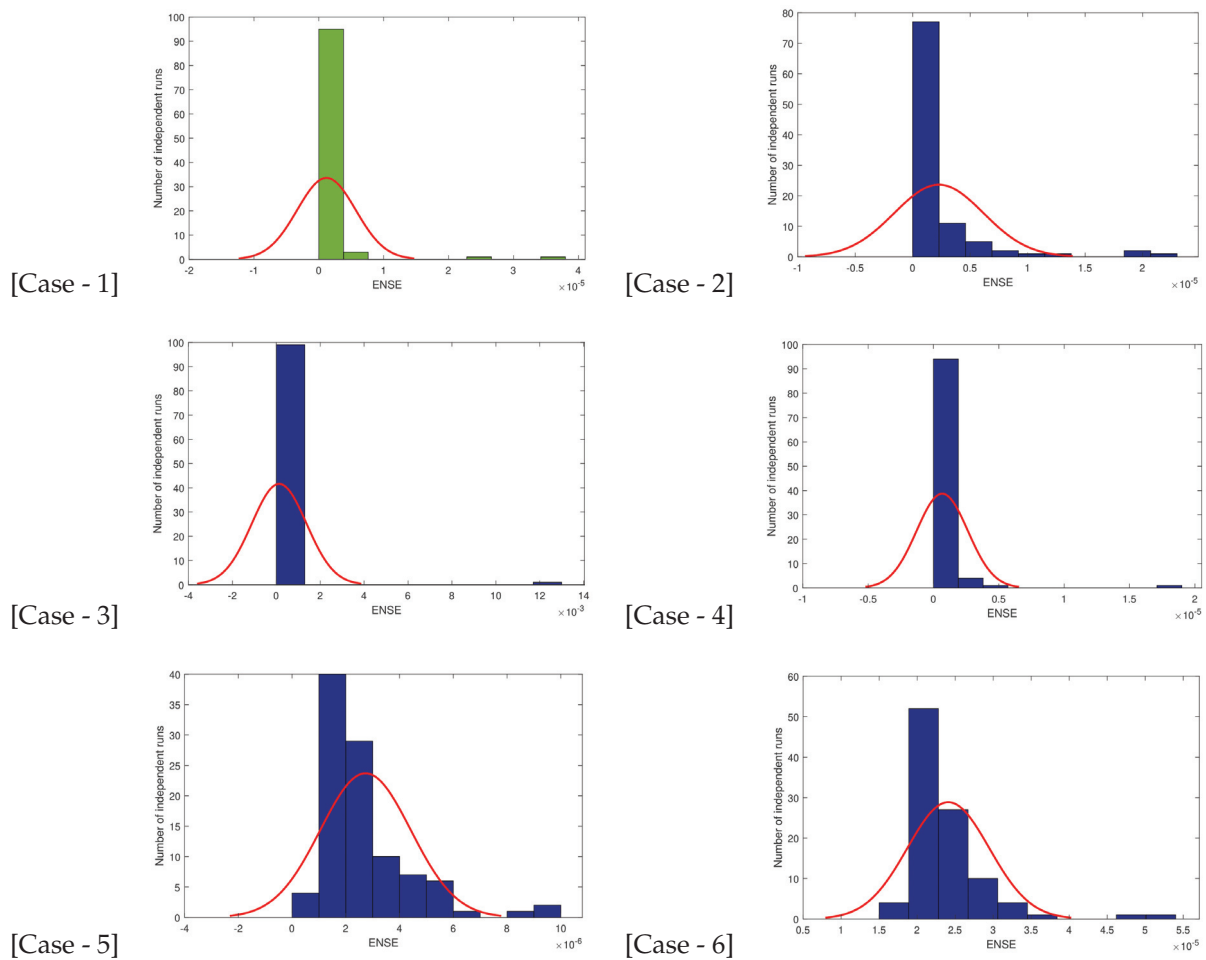 100
90
80
70
60
50
40
30
20
10
0
Number of independent runs
-2 -1 0 1 2 3 4
ENSE
×10-5
[Case - 1]
80
70
60
50
40
30
20
10
0
Number of independent runs
-1 -0.5 0 0.5 1 1.5 2
ENSE
×10-5
[Case - 2]
100
90
80
70
60
50
40
30
20
10
0
Number of independent runs
-4 -2 0 2 4 6 8 10 12 14
ENSE
×10-3
[Case - 3]
100
90
80
70
60
50
40
30
20
10
0
Number of independent runs
-1 -0.5 0 0.5 1 1.5 2
ENSE
×10-5
[Case - 4]
40
35
30
25
20
15
10
5
0
Number of independent runs
-4 -2 0 2 4 6 8 10
ENSE
×10-6
[Case - 5]
60
50
40
30
20
10
0
Number of independent runs
0.5 1 1.5 2 2.5 3 3.5 4 4.5 5 5.5
ENSE
×10-5
[Case - 6]